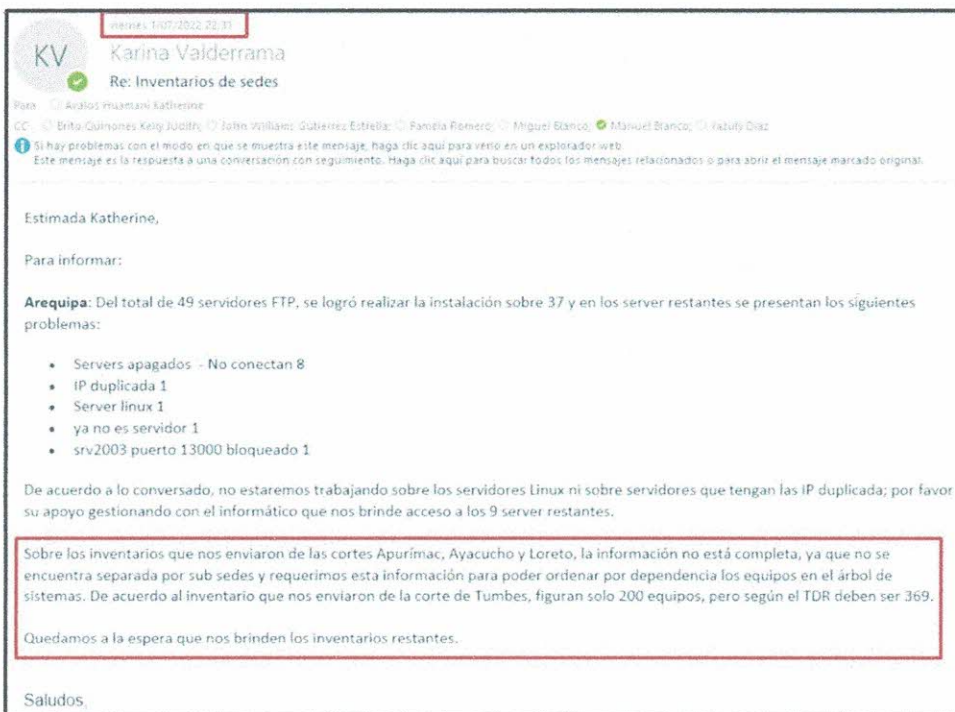 viernes 1/07/2022 22:31
KV
Karina Valderrama
Re: Inventarios de sedes
Para Avalos Huamani Katherine
CC Brito Quinones Kelly Judith; John Williams Gutierrez Estrella; Pamela Romero; Miguel Blanco; Manuel Blanco; Yazuly Diaz
Si hay problemas con el modo en que se muestra este mensaje, haga clic aquí para verlo en un explorador web.
Este mensaje es la respuesta a una conversación con seguimiento. Haga clic aquí para buscar todos los mensajes relacionados o para abrir el mensaje marcado original.
Estimada Katherine,
Para informar:
Arequipa: Del total de 49 servidores FTP, se logró realizar la instalación sobre 37 y en los server restantes se presentan los siguientes
problemas:
• Servers apagados - No conectan 8
• IP duplicada 1
• Server linux 1
• ya no es servidor 1
• srv2003 puerto 13000 bloqueado 1
De acuerdo a lo conversado, no estaremos trabajando sobre los servidores Linux ni sobre servidores que tengan las IP duplicada; por favor
su apoyo gestionando con el informático que nos brinde acceso a los 9 server restantes.
Sobre los inventarios que nos enviaron de las cortes Apurímac, Ayacucho y Loreto, la información no está completa, ya que no se
encuentra separada por sub sedes y requerimos esta información para poder ordenar por dependencia los equipos en el árbol de
sistemas. De acuerdo al inventario que nos enviaron de la corte de Tumbes, figuran solo 200 equipos, pero según el TDR deben ser 369.
Quedamos a la espera que nos brinden los inventarios restantes.
Saludos,